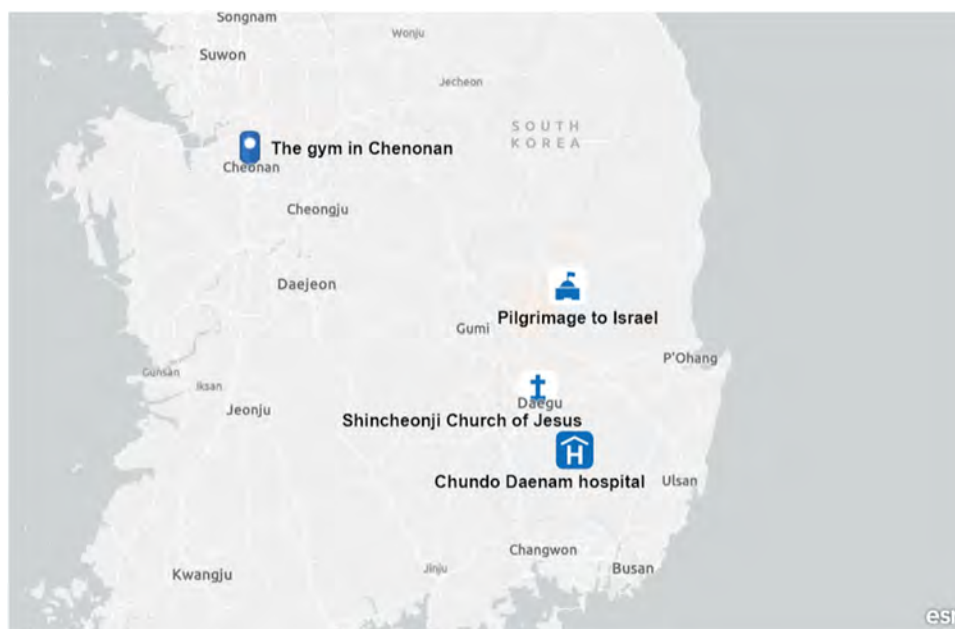 Songnam
Wonju
Suwon
Jecheon
SOUTH
KOREA
The gym in Chenonan
Cheonan
Cheongju
Daejeon
Pilgrimage to Israel
Gumi
P'Ohang
Gunsan
Iksan
Daegu
Jeonju
Shincheonji Church of Jesus
H
Chundo Daenam hospital
Ulsan
Changwon
Jinju
Busan
Kwangju
esri